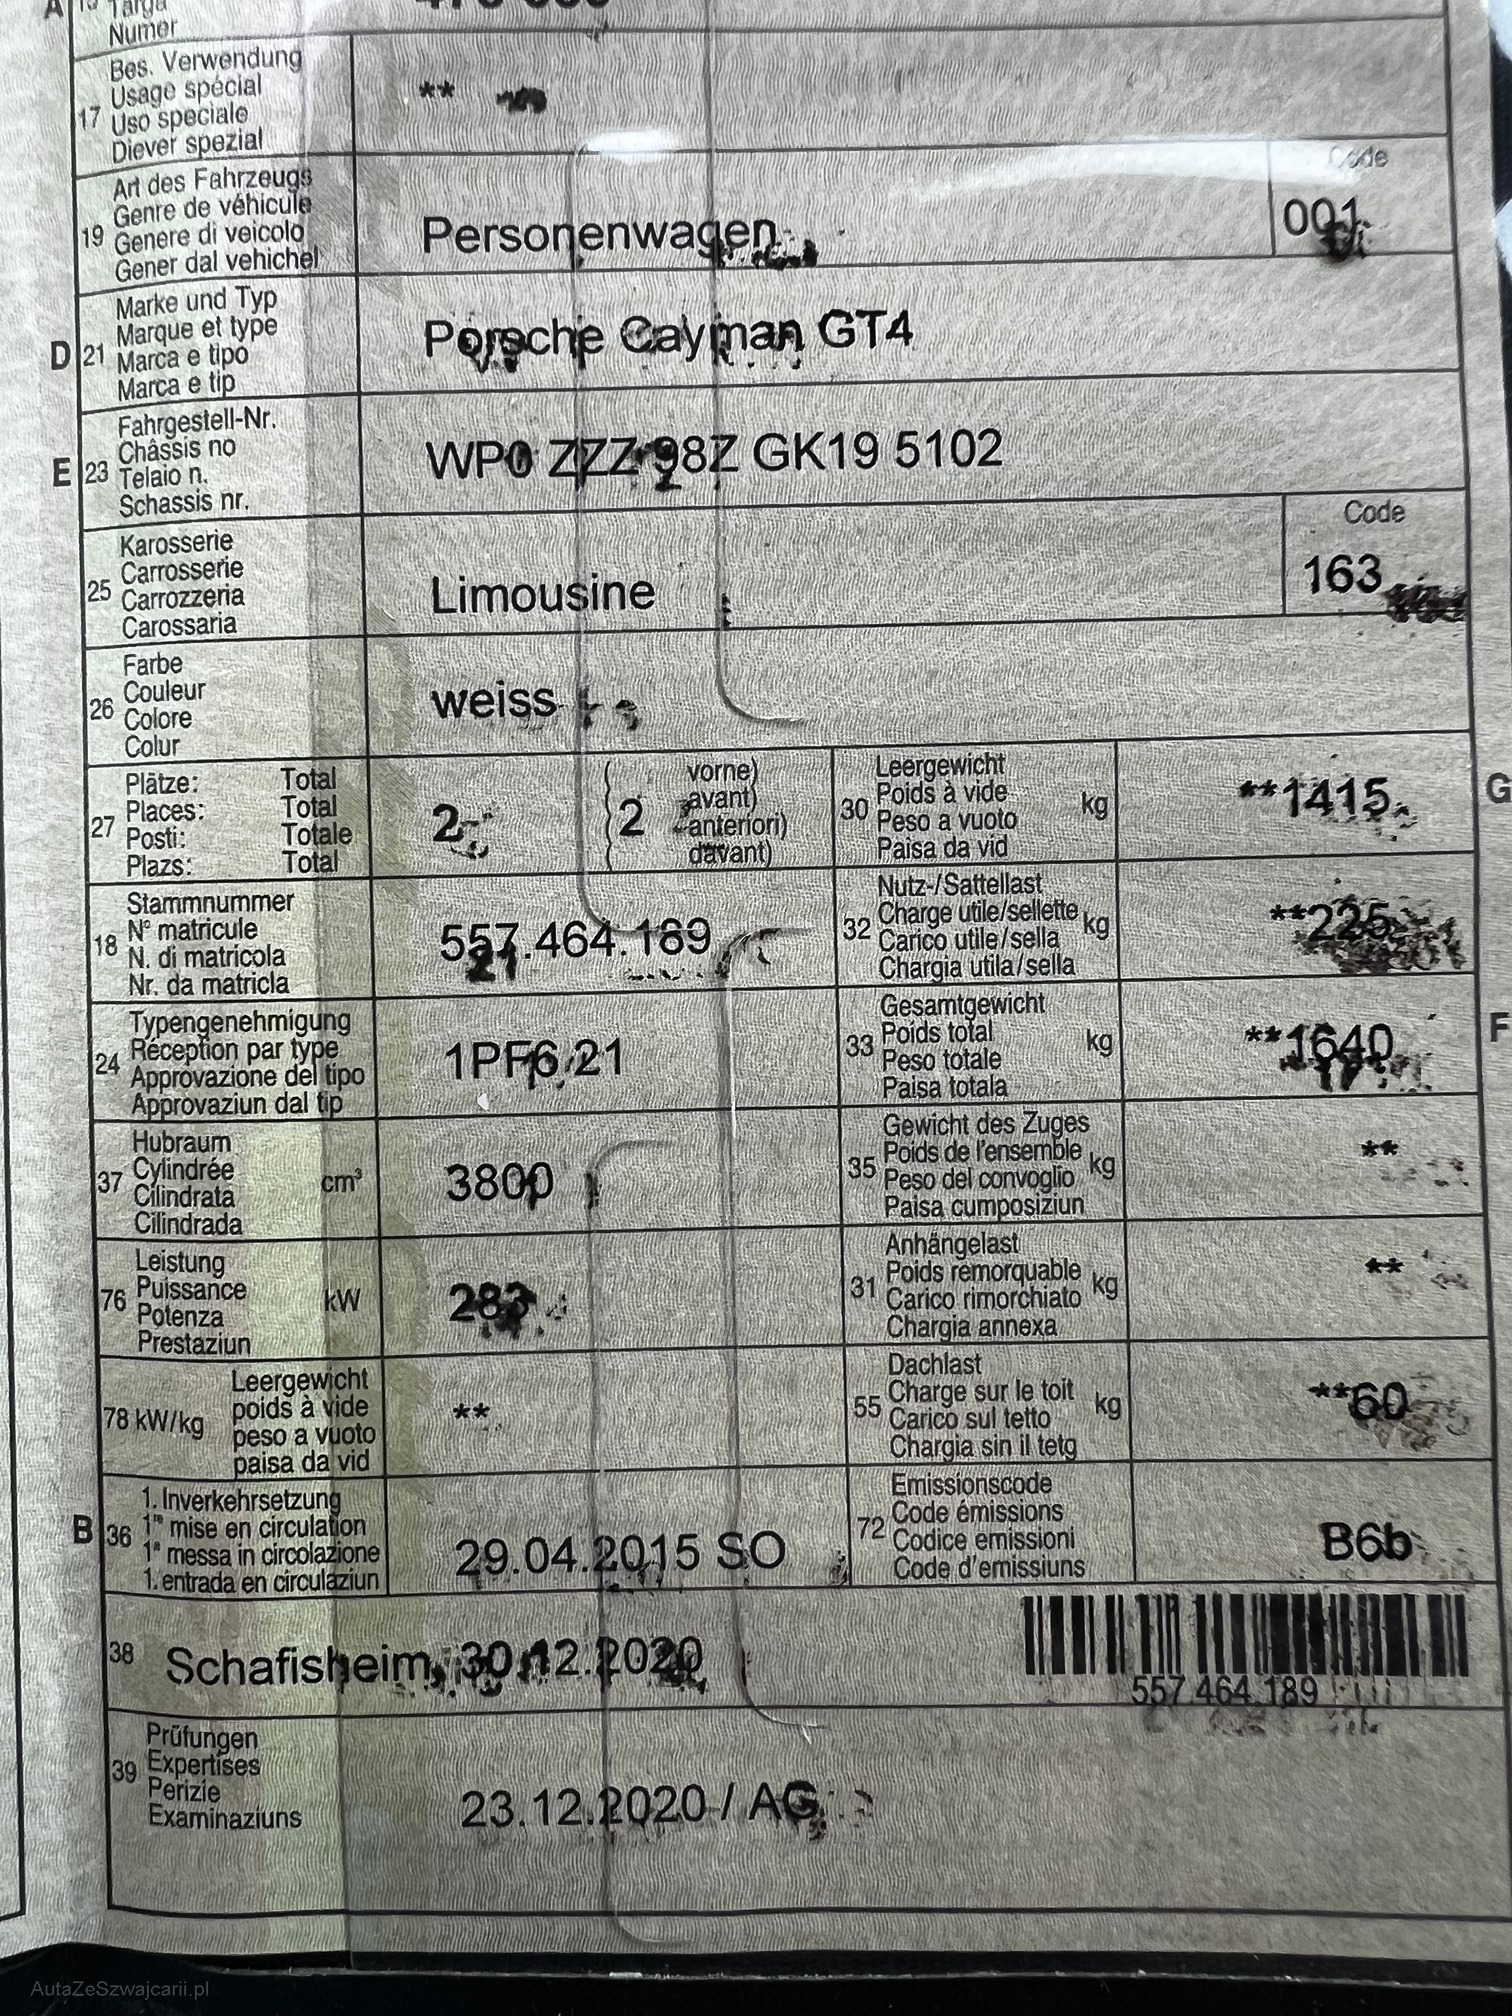 A 15 Targa
Numer
17 Bes. Verwendung
Usage spécial
Uso speciale
Diever spezial
**
19 Art des Fahrzeugs
Genre de véhicule
Genere di veicolo
Gener dal vehichel
Personenwagen
Code
001
D 21 Marke und Typ
Marque et type
Marca e tipo
Marca e tip
Porsche Cayman GT4
E 23 Fahrgestell-Nr.
Châssis no
Telaio n.
Schassis nr.
WP0 ZZZ 98Z GK19 5102
25 Karosserie
Carrosserie
Carrozzeria
Carossaria
Limousine
Code
163
26 Farbe
Couleur
Colore
Colur
weiss
27 Plätze: Total
Places: Total
Posti: Totale
Plazs: Total
2
2
vorne)
avant)
anteriori)
davant)
30 Leergewicht
Poids à vide
Peso a vuoto
Paisa da vid
kg
**1415
G
18 Stammnummer
N° matricule
N. di matricola
Nr. da matricla
557.464.189
32 Nutz-/Sattellast
Charge utile/sellette
Carico utile/sella
Chargia utila/sella
kg
**225
24 Typengenehmigung
Réception par type
Approvazione del tipo
Approvaziun dal tip
1PF6 21
33 Gesamtgewicht
Poids total
Peso totale
Paisa totala
kg
**1640
F
37 Hubraum
Cylindrée
Cilindrata
Cilindrada
cm³
3800
35 Gewicht des Zuges
Poids de l'ensemble
Peso del convoglio
Paisa cumposiziun
kg
**
76 Leistung
Puissance
Potenza
Prestaziun
kW
283
31 Anhängelast
Poids remorquable
Carico rimorchiato
Chargia annexa
kg
**
78 kW/kg
Leergewicht
poids à vide
peso a vuoto
paisa da vid
**
55 Dachlast
Charge sur le toit
Carico sul tetto
Chargia sin il tetg
kg
**60
B 36 1. Inverkehrsetzung
1re mise en circulation
1a messa in circolazione
1. entrada en circulaziun
29.04.2015 SO
72 Emissionscode
Code émissions
Codice emissioni
Code d'emissiuns
B6b
38 Schafisheim, 30.12.2020
557.464.189
39 Prüfungen
Expertises
Perizie
Examinaziuns
23.12.2020 / AG
AutaZeSzwajcarii.pl